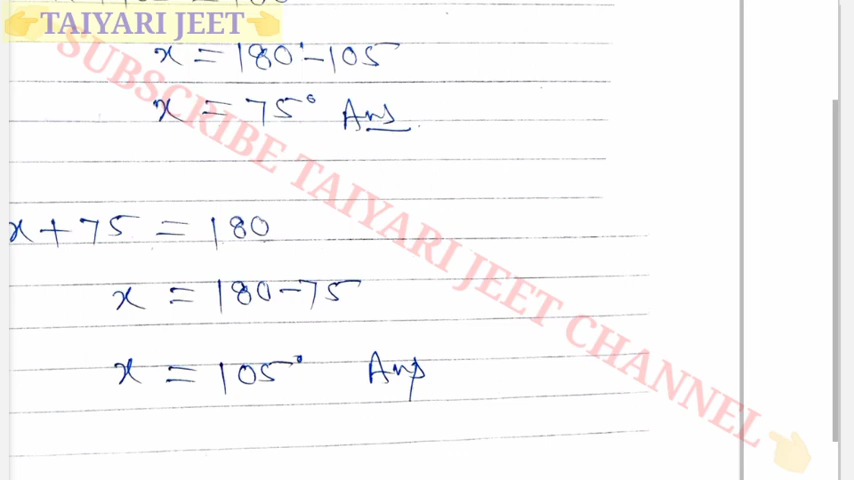 👉TAIYARI JEET👈
x = 180°-105
x = 75° Ans.
x + 75 = 180
x = 180-75
x = 105° Ans
SUBSCRIBE TAIYARI JEET CHANNEL 👈